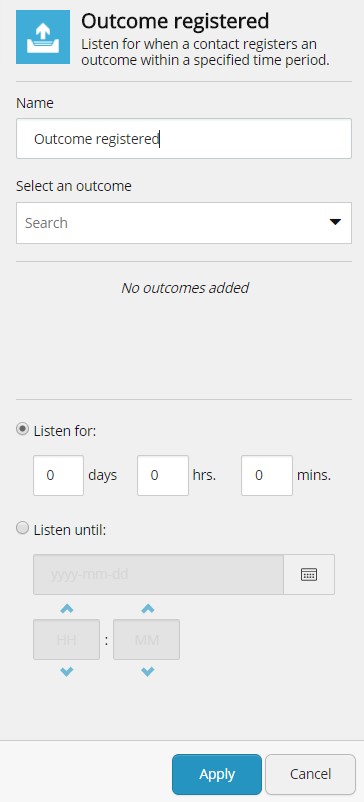 Outcome registered
Listen for when a contact registers an
outcome within a specified time period.
Name
Outcome registered
Select an outcome
Search
No outcomes added
Listen for:
0 days 0 hrs. 0 mins.
Listen until:
yyyy-mm-dd
HH : MM
Apply Cancel